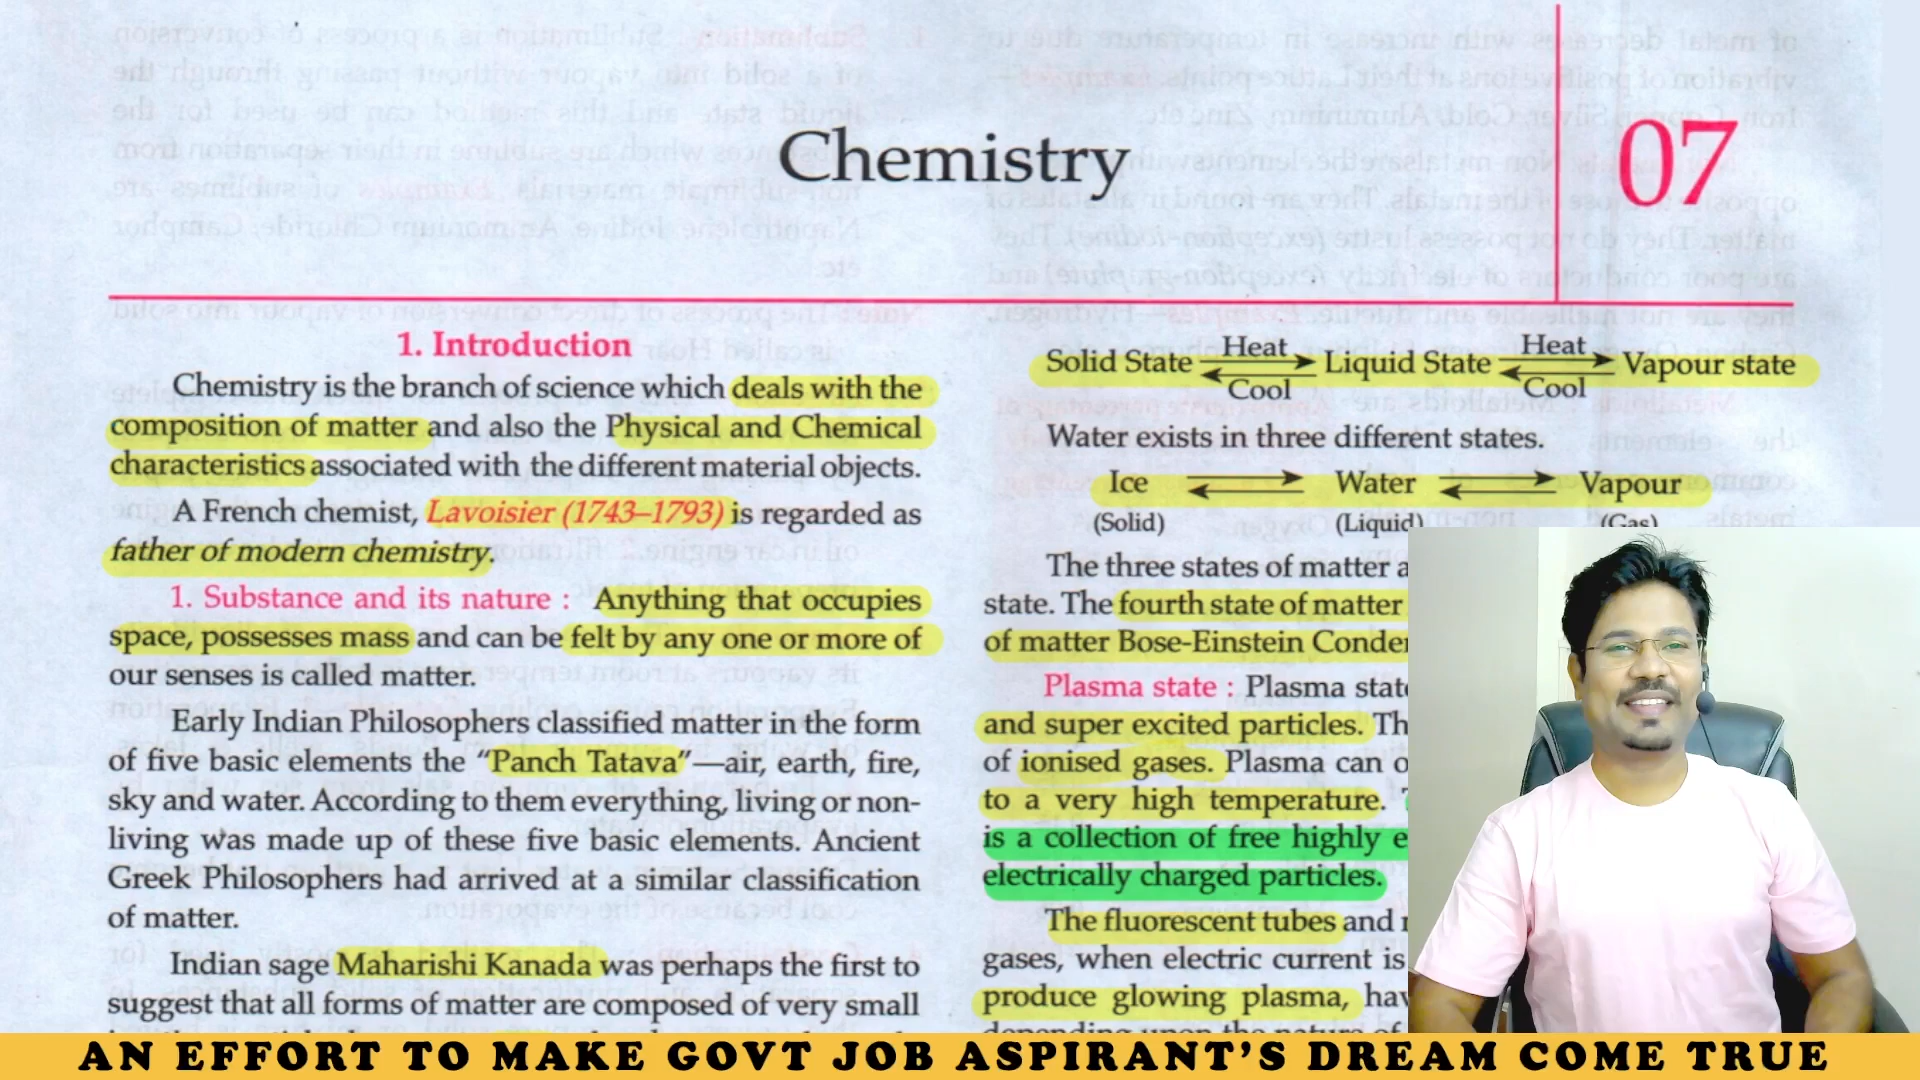 Chemistry
07
1. Introduction
Chemistry is the branch of science which deals with the
composition of matter and also the Physical and Chemical
characteristics associated with the different material objects.
A French chemist, Lavoisier (1743–1793) is regarded as
father of modern chemistry.
1. Substance and its nature : Anything that occupies
space, possesses mass and can be felt by any one or more of
our senses is called matter.
Early Indian Philosophers classified matter in the form
of five basic elements the “Panch Tatava”—air, earth, fire,
sky and water. According to them everything, living or non-
living was made up of these five basic elements. Ancient
Greek Philosophers had arrived at a similar classification
of matter.
Indian sage Maharishi Kanada was perhaps the first to
suggest that all forms of matter are composed of very small
Heat Heat
Solid State Liquid State Vapour state
Cool Cool
Water exists in three different states.
Ice Water Vapour
(Solid) (Liquid) (Gas)
The three states of matter
state. The fourth state of matter
of matter Bose-Einstein
Plasma state : Plasma
and super excited particles.
of ionised gases. Plasma can
to a very high temperature.
is a collection of free highly
electrically charged particles.
The fluorescent tubes and
gases, when electric current is
produce glowing plasma,
depending upon the nature of
AN EFFORT TO MAKE GOVT JOB ASPIRANT’S DREAM COME TRUE